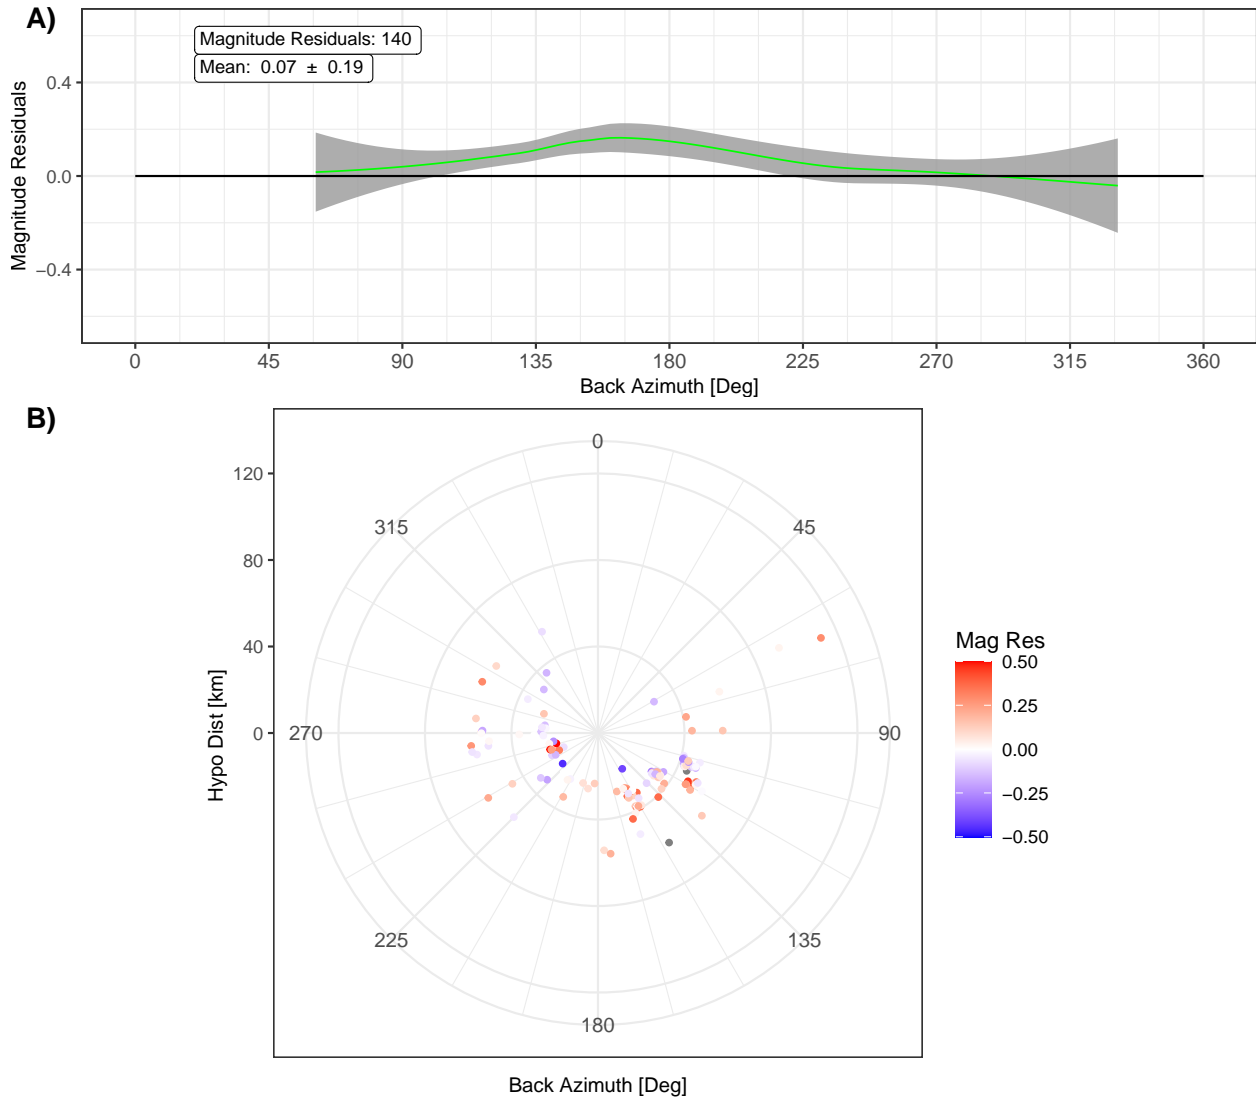 A)
Magnitude Residuals: 140
Mean:  0.07  ±  0.19
0.4
0.0
−0.4
Magnitude Residuals
0 45 90 135 180 225 270 315 360
Back Azimuth [Deg]
B)
0
45
90
135
180
225
270
315
120
80
40
0
Hypo Dist [km]
Back Azimuth [Deg]
Mag Res
0.50
0.25
0.00
−0.25
−0.50